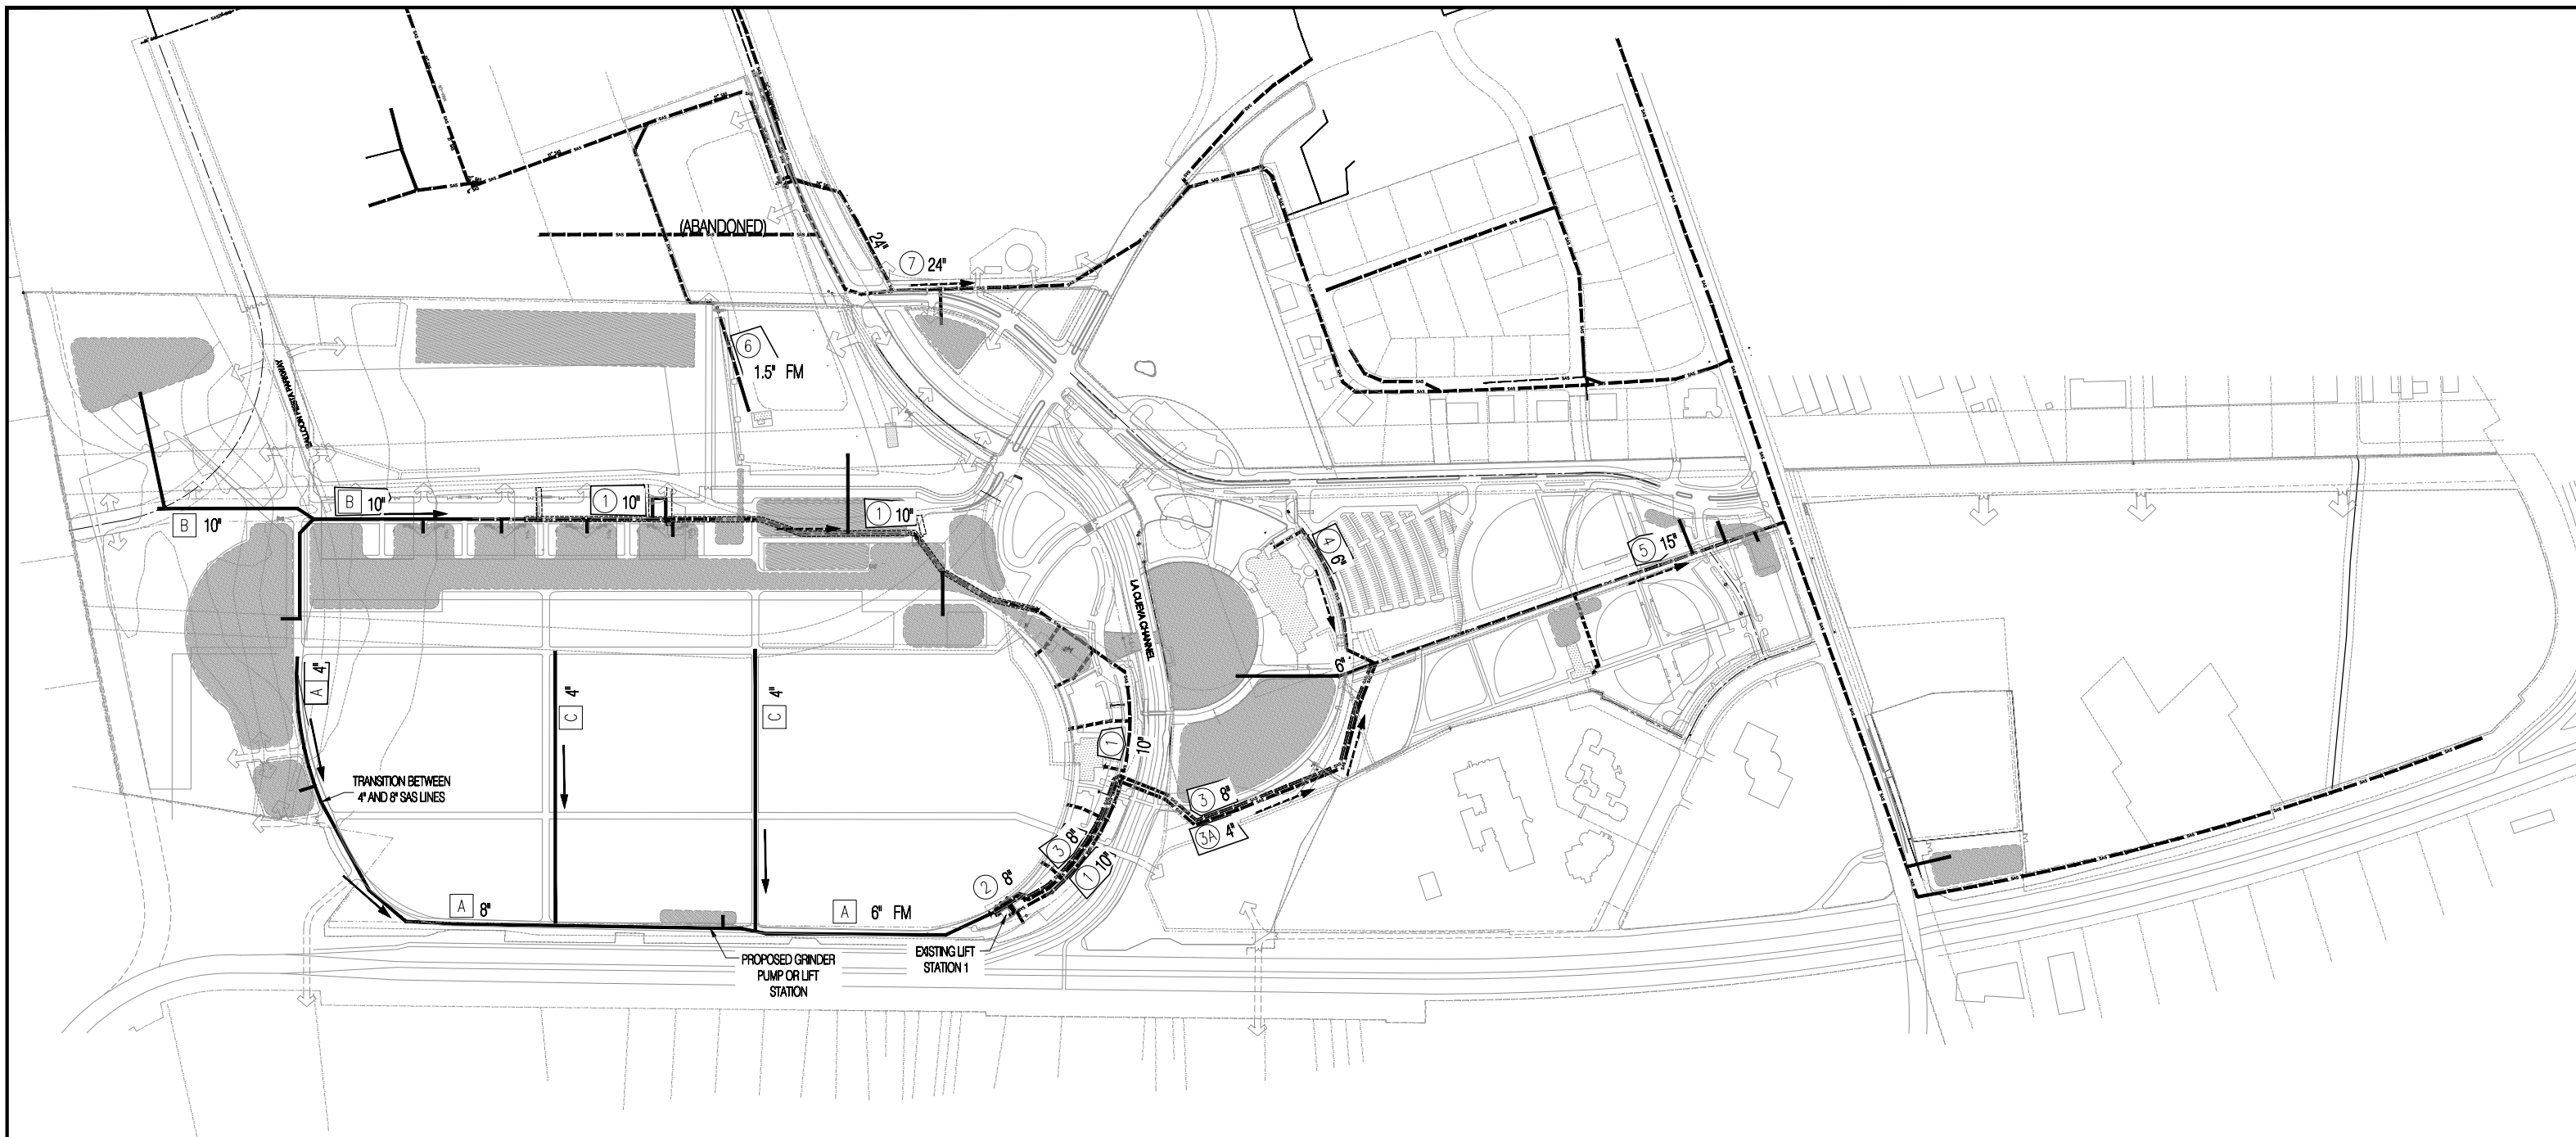 (ABANDONED)
24"
7 24"
6
1.5" FM
BALLOON FIESTA PARKWAY
B 10"
1 10"
1 10"
B 10"
4 6"
5 15"
LA CUEVA CHANNEL
6"
A 4"
C 4"
C 4"
1 10"
TRANSITION BETWEEN
4" AND 8" SAS LINES
3 8"
3A 4"
3 8"
1 10"
2 8"
A 8"
A 6" FM
EXISTING LIFT
STATION 1
PROPOSED GRINDER
PUMP OR LIFT
STATION